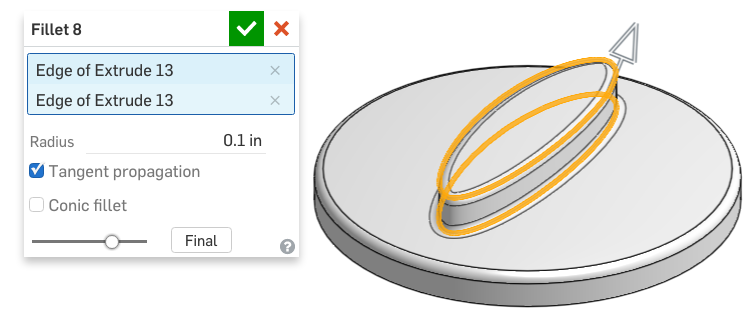 Fillet 8
Edge of Extrude 13
Edge of Extrude 13
Radius 0.1 in
Tangent propagation
Conic fillet
Final
?